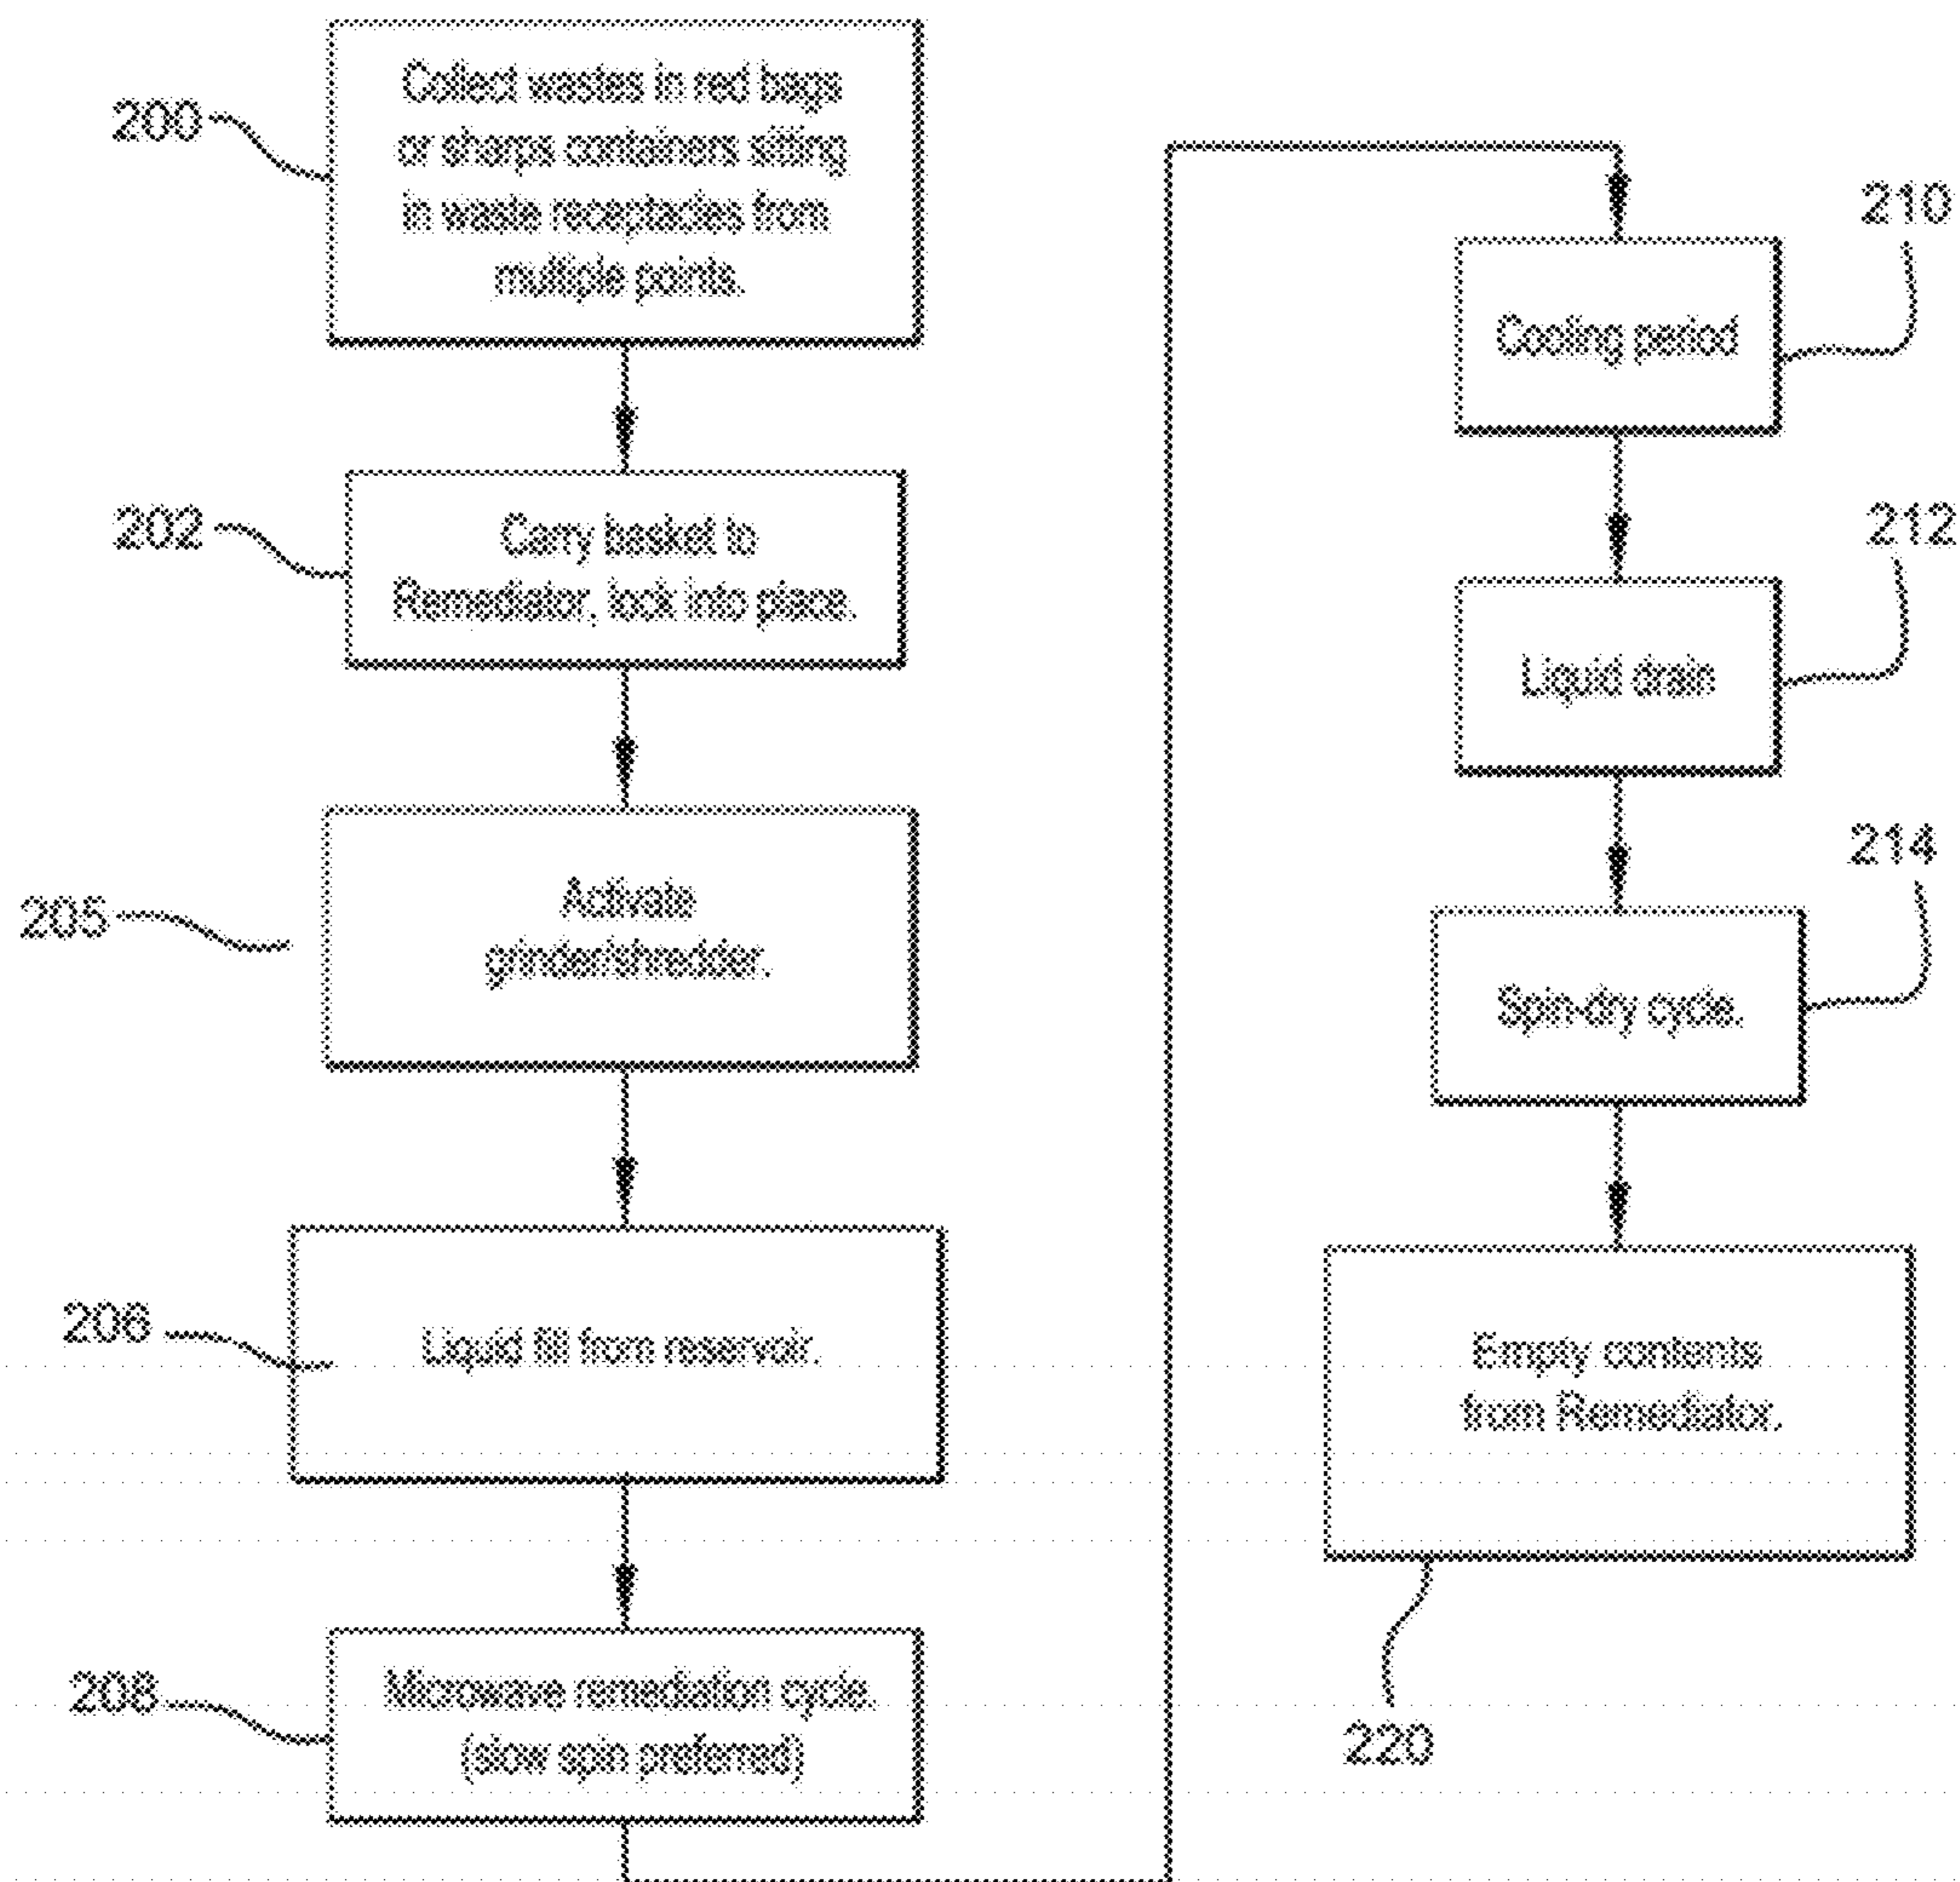 200
Collect wastes in red bags
or sharps containers sitting
in waste receptacles from
multiple points.
202
Carry basket to
Remediator, lock into place.
205
Activate
grinder/shredder.
206
Liquid fill from reservoir.
208
Microwave remediation cycle.
(slow spin preferred)
210
Cooling period
212
Liquid drain
214
Spin-dry cycle.
Empty contents
from Remediator.
220